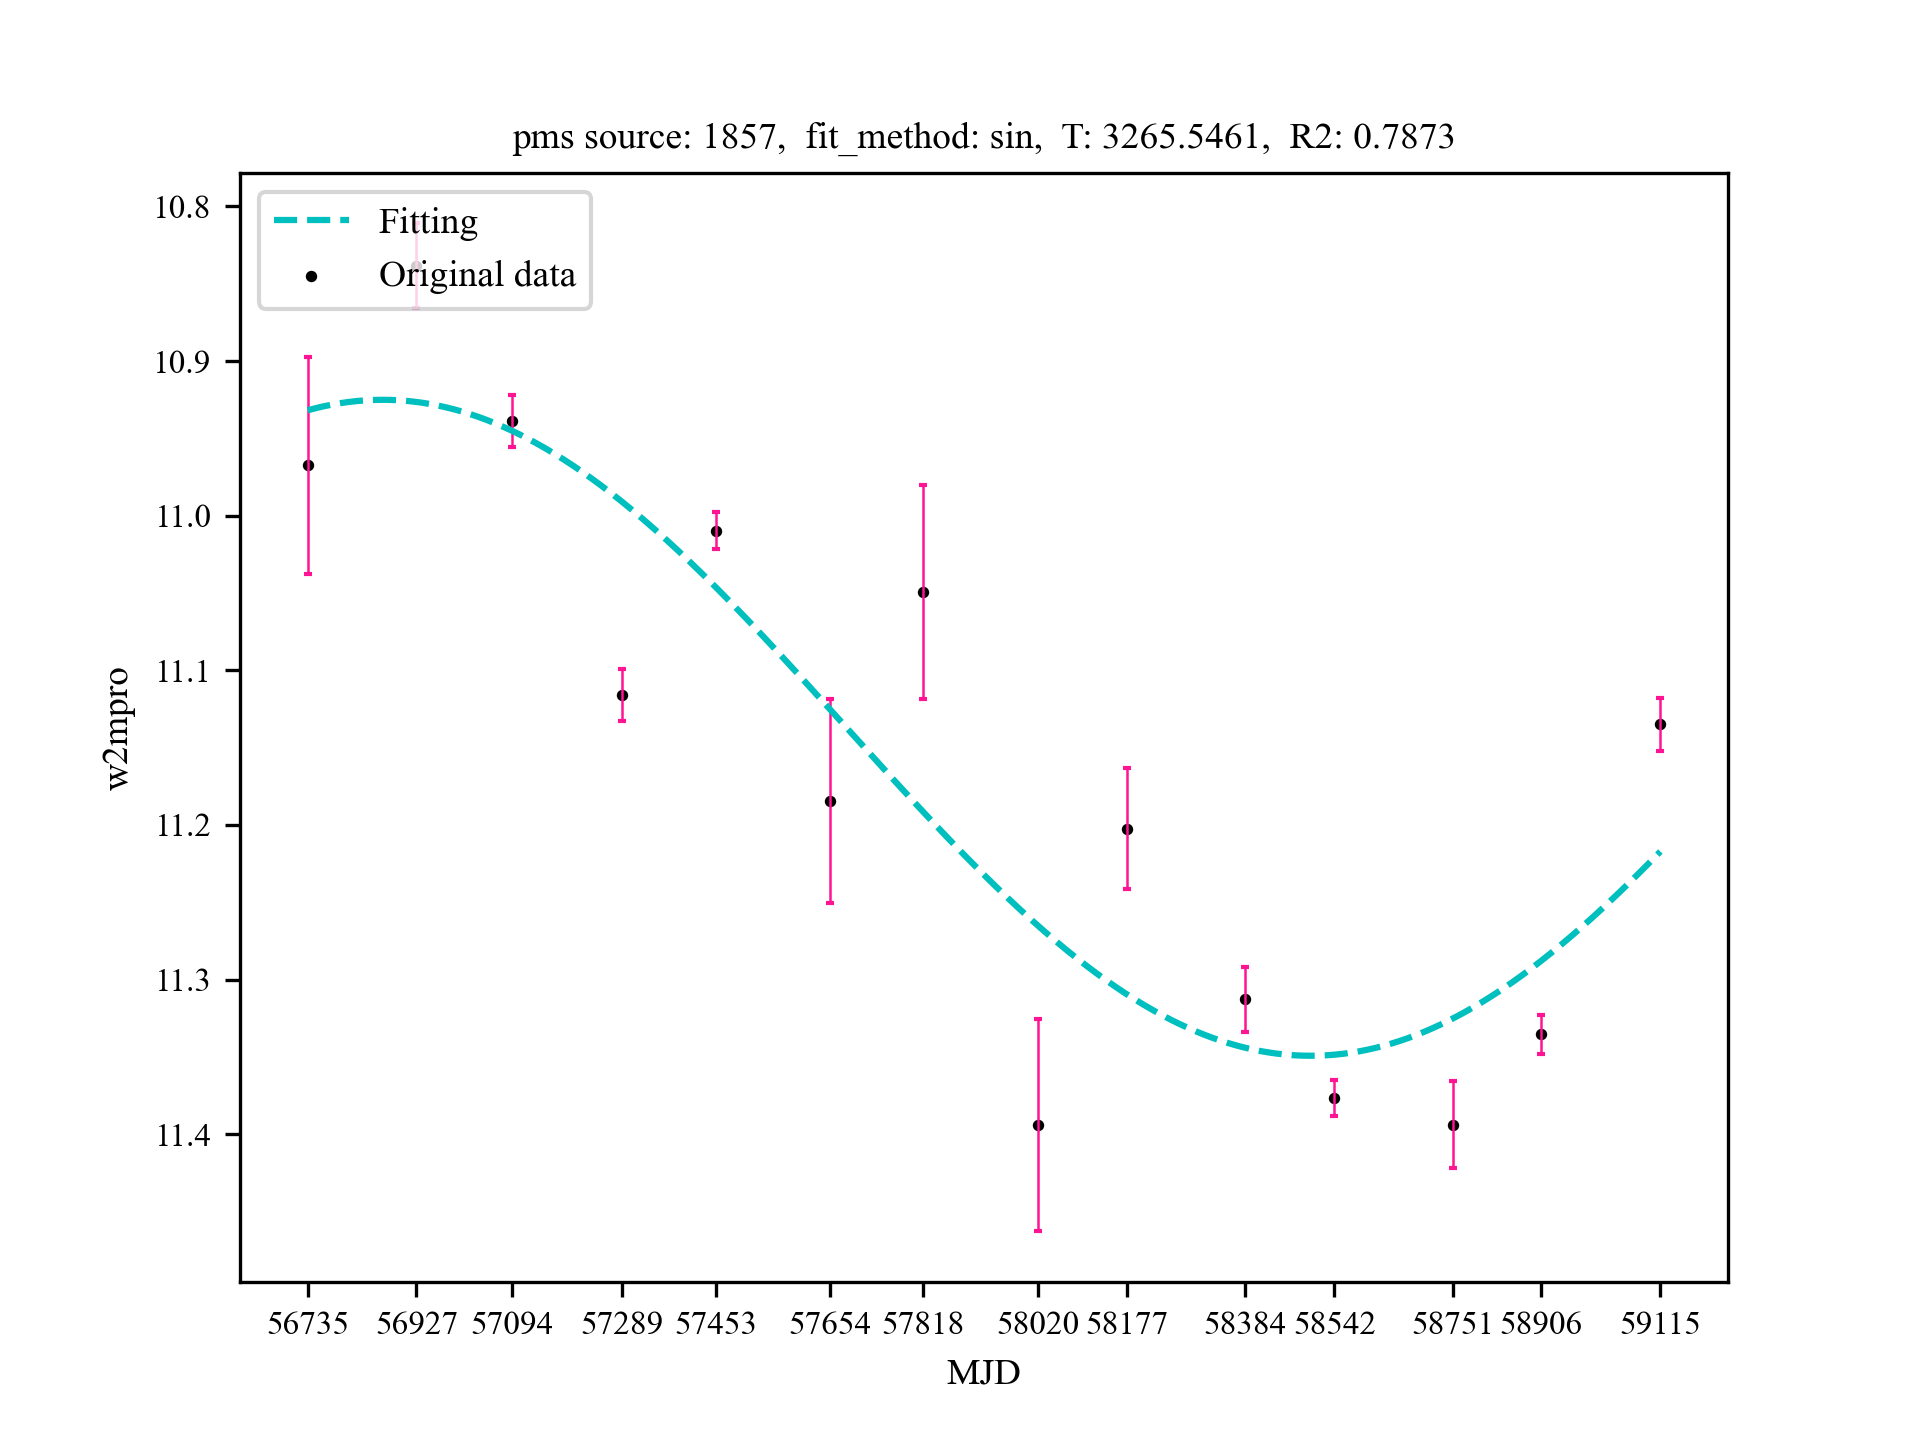 pms source: 1857, fit_method: sin, T: 3265.5461, R2: 0.7873
Fitting
Original data
10.8
10.9
11.0
11.1
11.2
11.3
11.4
w2mpro
56735 56927 57094 57289 57453 57654 57818 58020 58177 58384 58542 58751 58906 59115
MJD